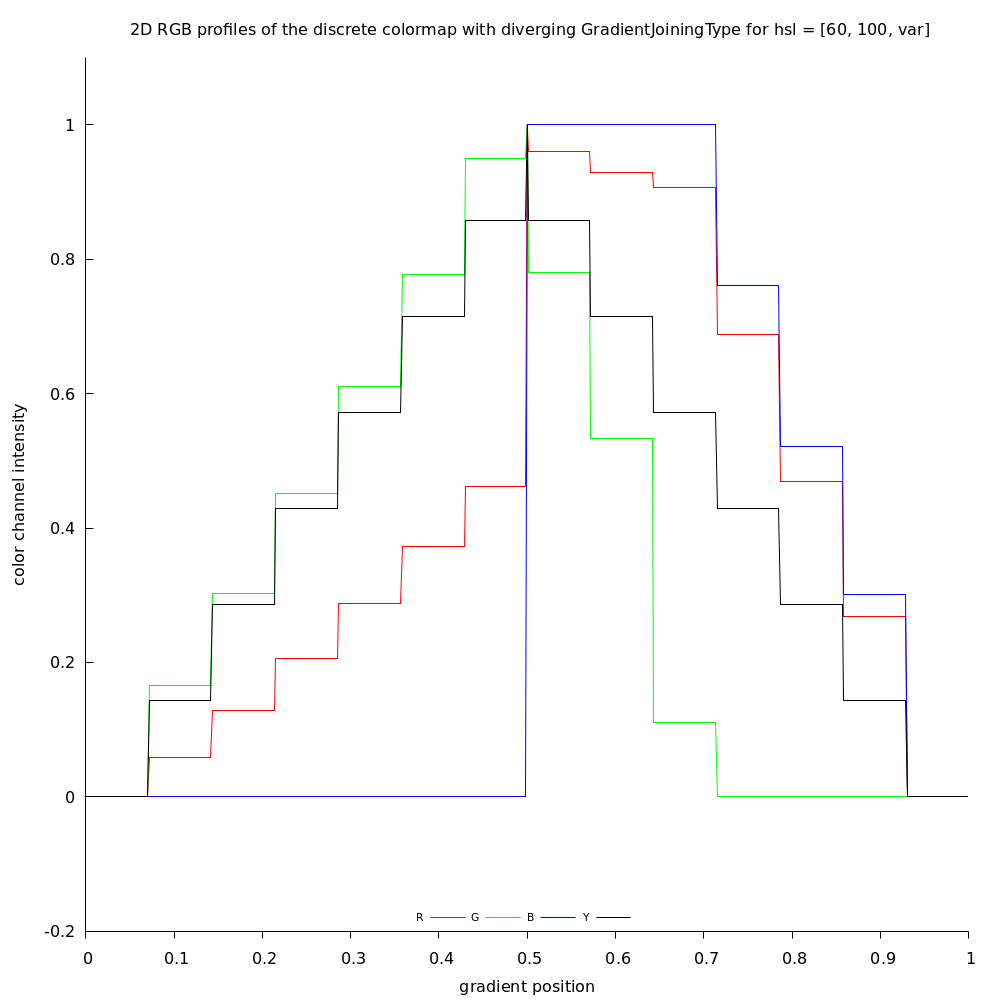 2D RGB profiles of the discrete colormap with diverging GradientJoiningType for hsl = [60, 100, var]
1
0.8
0.6
0.4
0.2
0
-0.2
color channel intensity
R G B Y
0 0.1 0.2 0.3 0.4 0.5 0.6 0.7 0.8 0.9 1
gradient position